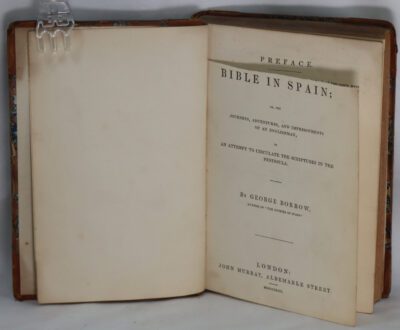 PREFACE
BIBLE IN SPAIN;
OR, THE
JOURNEYS, ADVENTURES, AND IMPRISONMENTS
OF AN ENGLISHMAN,
IN
AN ATTEMPT TO CIRCULATE THE SCRIPTURES IN THE
PENINSULA.
By GEORGE BORROW,
AUTHOR OF "THE GYPSIES OF SPAIN."
LONDON:
JOHN MURRAY, ALBEMARLE STREET.